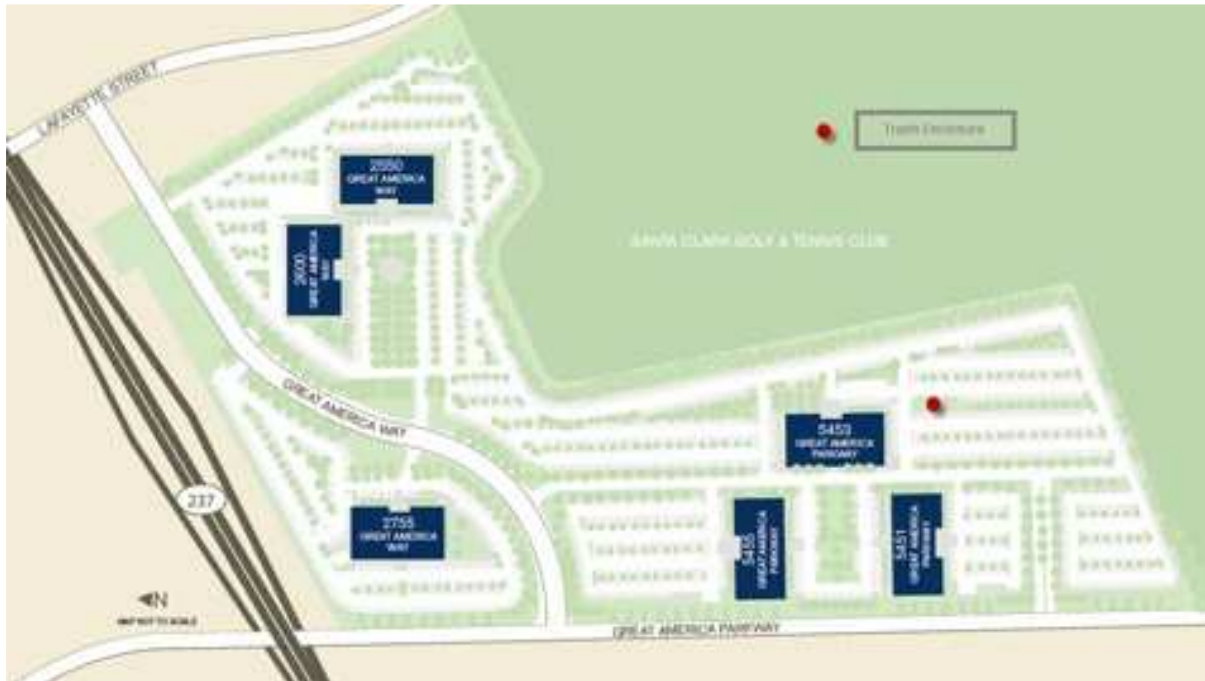 LAFAYETTE STREET
2550
GREAT AMERICA
WAY
Trash Enclosure
2600
GREAT AMERICA
WAY
SANTA CLARA GOLF & TENNIS CLUB
GREAT AMERICA WAY
5453
GREAT AMERICA
PARKWAY
237
2755
GREAT AMERICA
WAY
5455
GREAT AMERICA
PARKWAY
5451
GREAT AMERICA
PARKWAY
N
MAP NOT TO SCALE
GREAT AMERICA PARKWAY